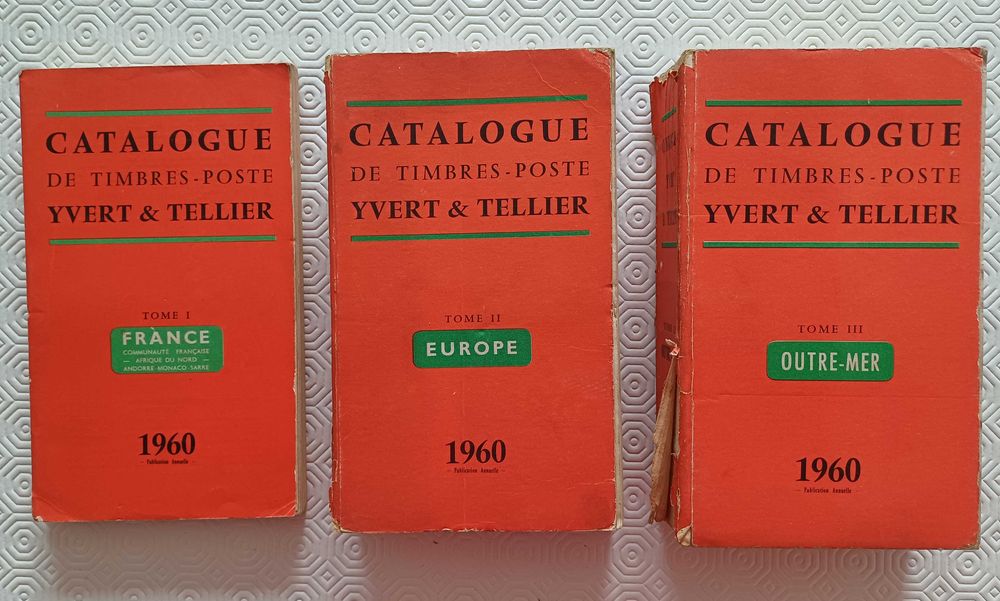 CATALOGUE
DE TIMBRES-POSTE
YVERT & TELLIER
TOME I
FRANCE
COMMUNAUTÉ FRANÇAISE
— AFRIQUE DU NORD —
ANDORRE MONACO SARRE
1960
— Publication Annuelle —
CATALOGUE
DE TIMBRES-POSTE
YVERT & TELLIER
TOME II
EUROPE
1960
— Publication Annuelle —
CATALOGUE
DE TIMBRES-POSTE
YVERT & TELLIER
TOME III
OUTRE-MER
1960
— Publication Annuelle —